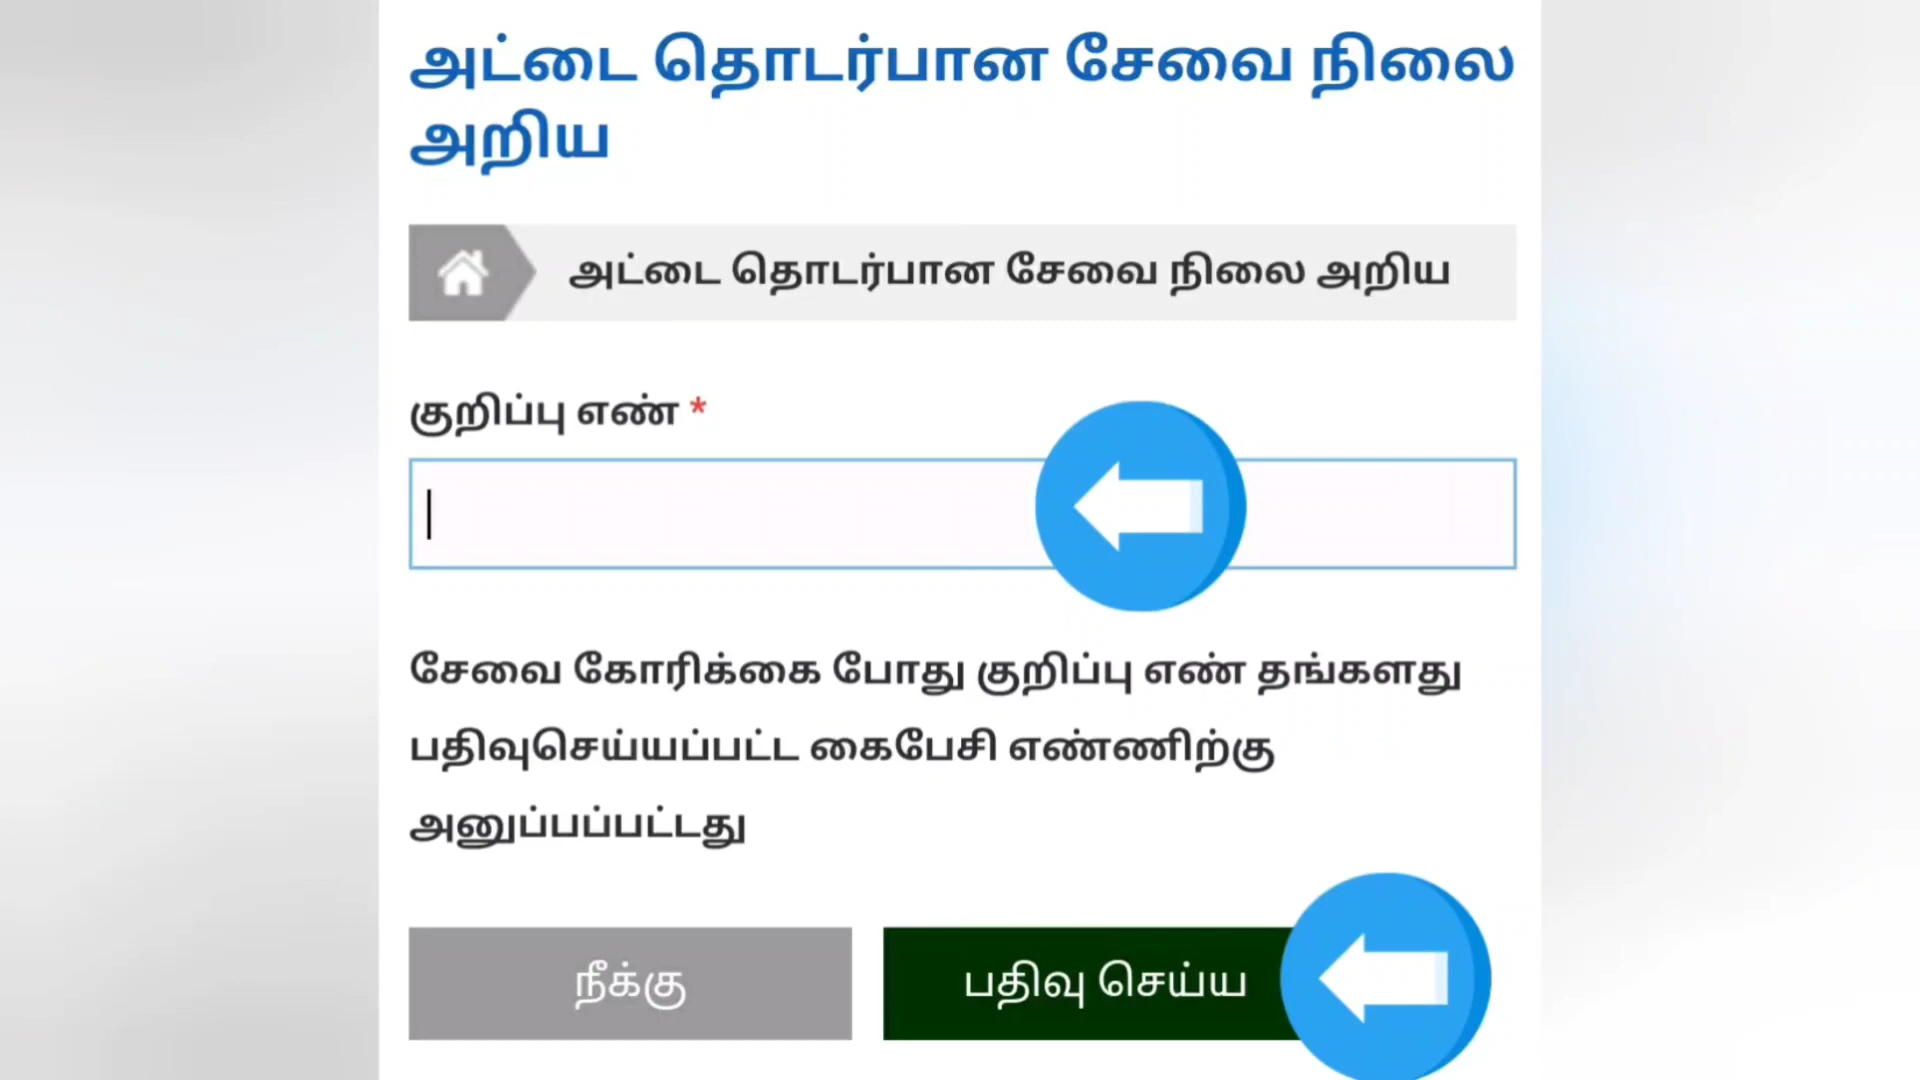 அட்டை தொடர்பான சேவை நிலை
அறிய
அட்டை தொடர்பான சேவை நிலை அறிய
குறிப்பு எண் *
சேவை கோரிக்கை போது குறிப்பு எண் தங்களது
பதிவுசெய்யப்பட்ட கைபேசி எண்ணிற்கு
அனுப்பப்பட்டது
நீக்கு
பதிவு செய்ய